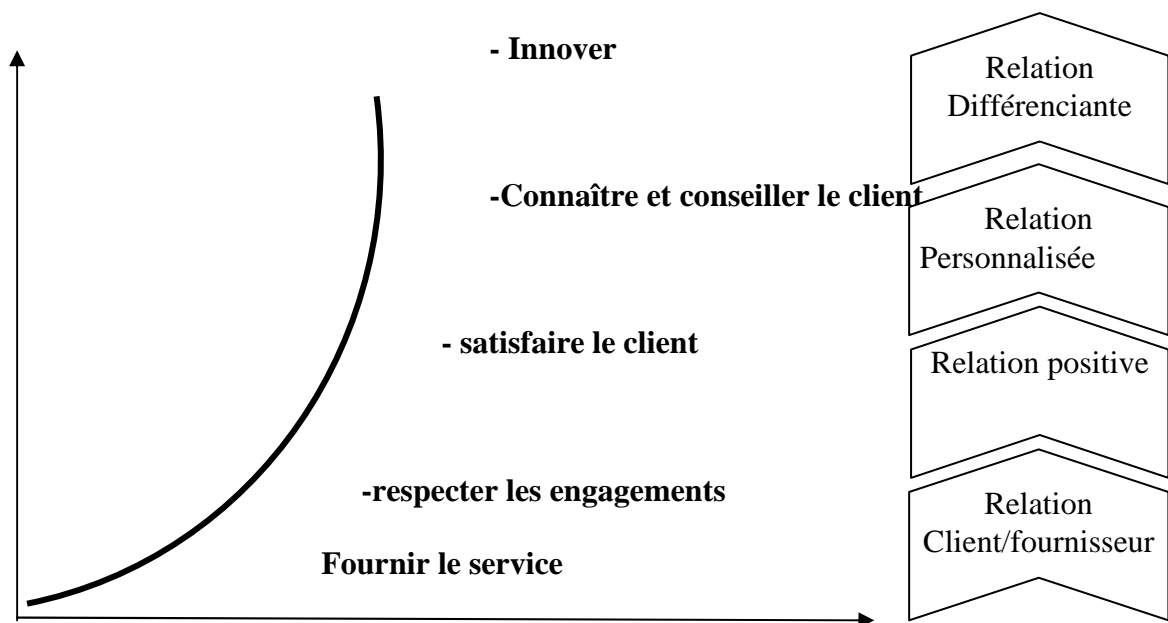 - Innover
Relation
Différenciante
-Connaître et conseiller le client
Relation
Personnalisée
- satisfaire le client
Relation positive
-respecter les engagements
Relation
Client/fournisseur
Fournir le service